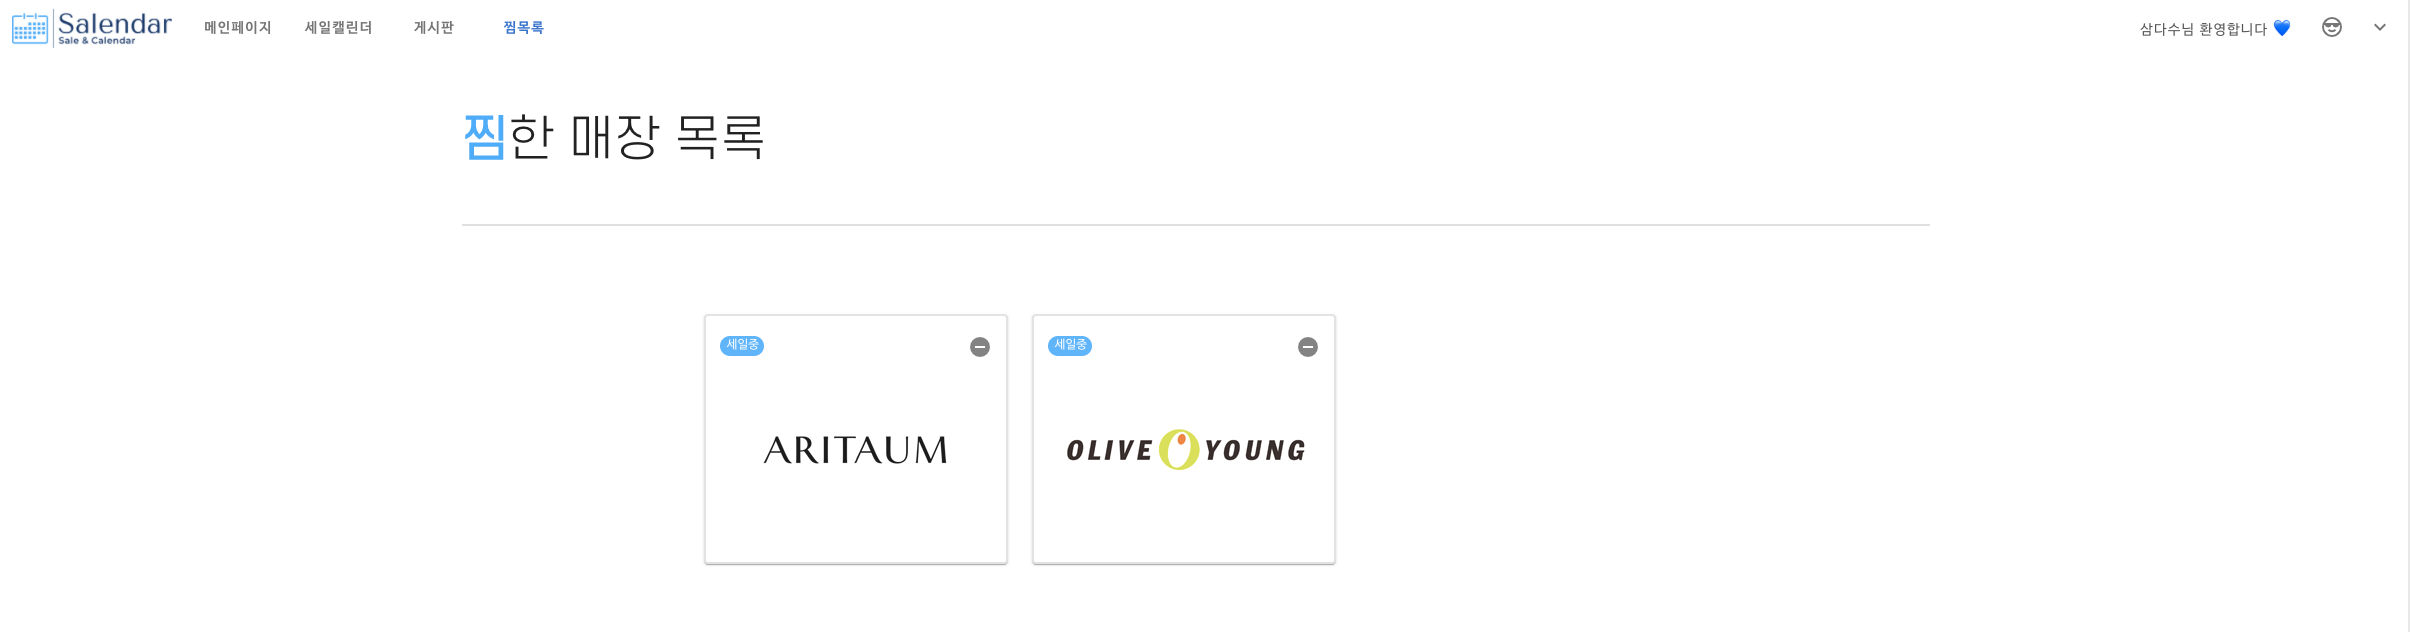 Salendar
Sale & Calendar
메인페이지 세일캘린더 게시판 찜목록
삼다수님 환영합니다 💙
찜한 매장 목록
세일중
ARITAUM
세일중
OLIVE YOUNG